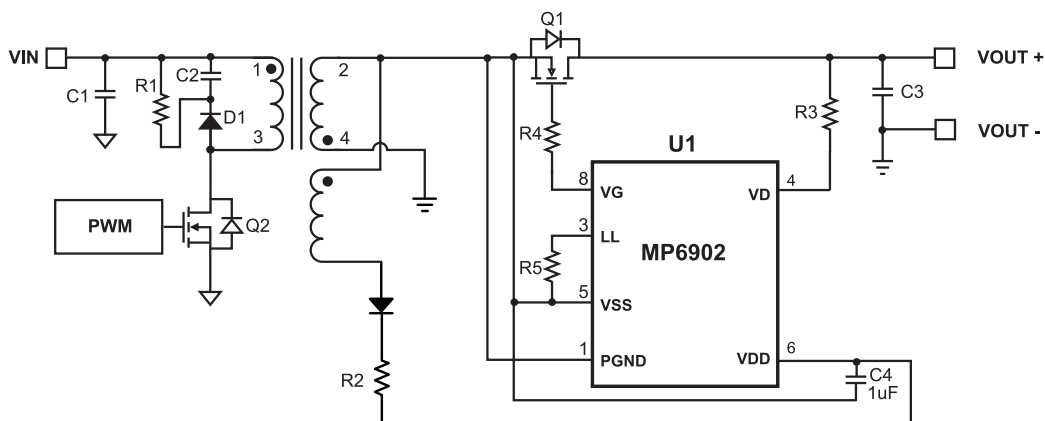 Q1
VIN
VOUT +
1
2
R1
C2
C1
C3
D1
R3
3
4
R4
VOUT -
U1
8
VG
VD
4
PWM
Q2
3
LL
MP6902
R5
5
VSS
1
PGND
VDD
6
R2
C4
1uF